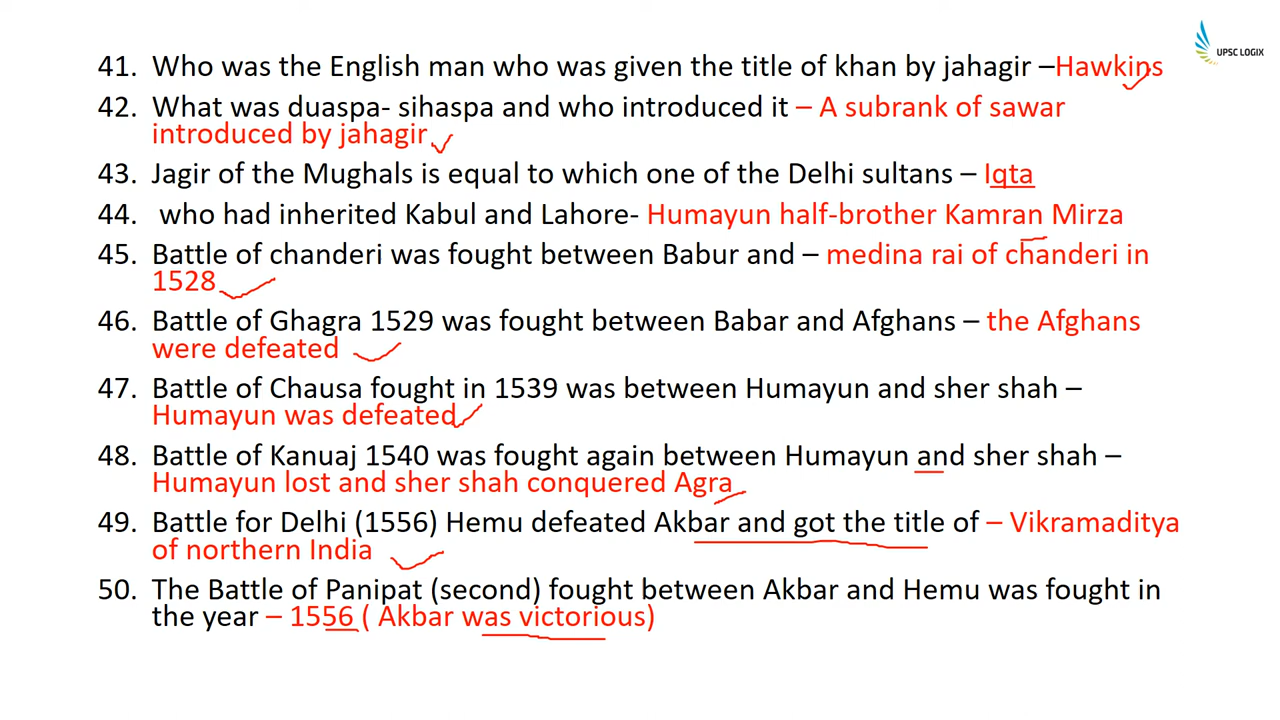 UPSC LOGIX
41. Who was the English man who was given the title of khan by jahagir –Hawkins
42. What was duaspa- sihaspa and who introduced it – A subrank of sawar
introduced by jahagir
43. Jagir of the Mughals is equal to which one of the Delhi sultans – Iqta
44. who had inherited Kabul and Lahore- Humayun half-brother Kamran Mirza
45. Battle of chanderi was fought between Babur and – medina rai of chanderi in
1528
46. Battle of Ghagra 1529 was fought between Babar and Afghans – the Afghans
were defeated
47. Battle of Chausa fought in 1539 was between Humayun and sher shah –
Humayun was defeated
48. Battle of Kanuaj 1540 was fought again between Humayun and sher shah –
Humayun lost and sher shah conquered Agra
49. Battle for Delhi (1556) Hemu defeated Akbar and got the title of – Vikramaditya
of northern India
50. The Battle of Panipat (second) fought between Akbar and Hemu was fought in
the year – 1556 ( Akbar was victorious)